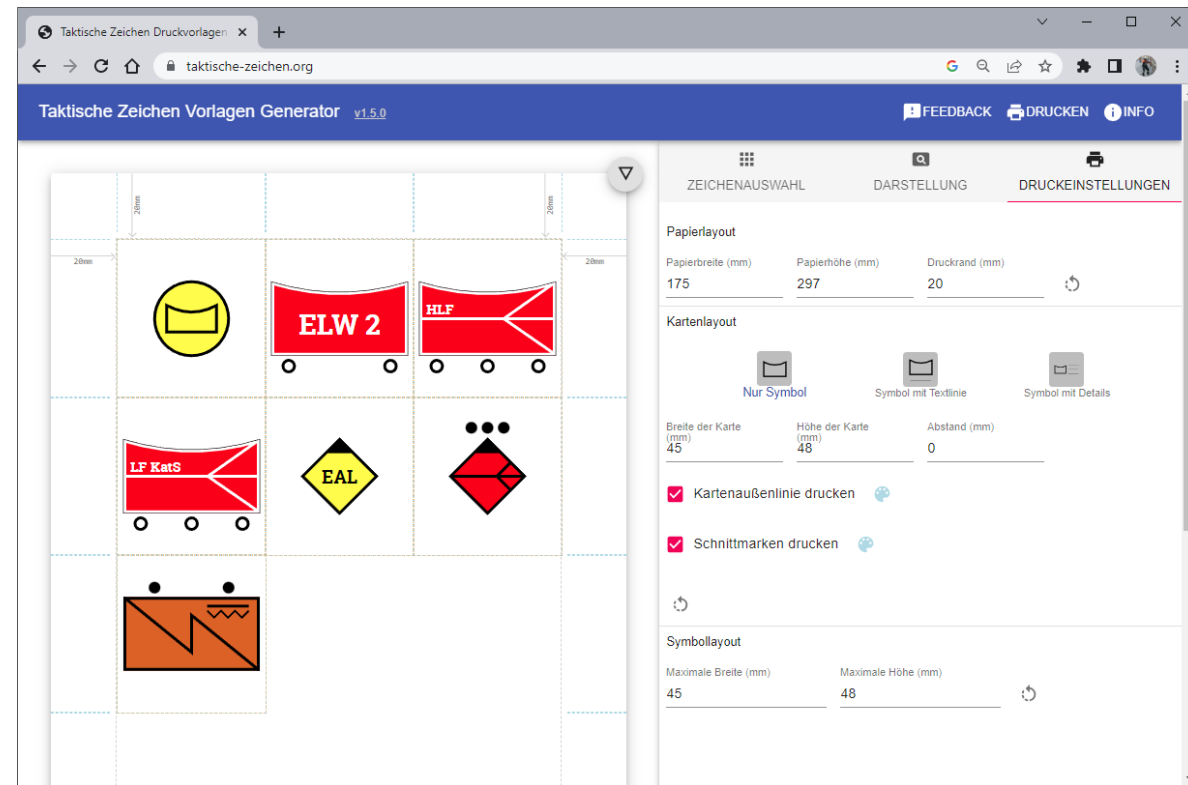 Taktische Zeichen Druckvorlagen
taktische-zeichen.org
Taktische Zeichen Vorlagen Generator v1.5.0
FEEDBACK DRUCKEN INFO
ZEICHENAUSWAHL DARSTELLUNG DRUCKEINSTELLUNGEN
20mm 20mm
20mm 20mm
ELW 2
HLF
LF KatS
EAL
Papierlayout
Papierbreite (mm) Papierhöhe (mm) Druckrand (mm)
175 297 20
Kartenlayout
Nur Symbol Symbol mit Textlinie Symbol mit Details
Breite der Karte (mm) Höhe der Karte (mm) Abstand (mm)
45 48 0
Kartenaußenlinie drucken
Schnittmarken drucken
Symbollayout
Maximale Breite (mm) Maximale Höhe (mm)
45 48